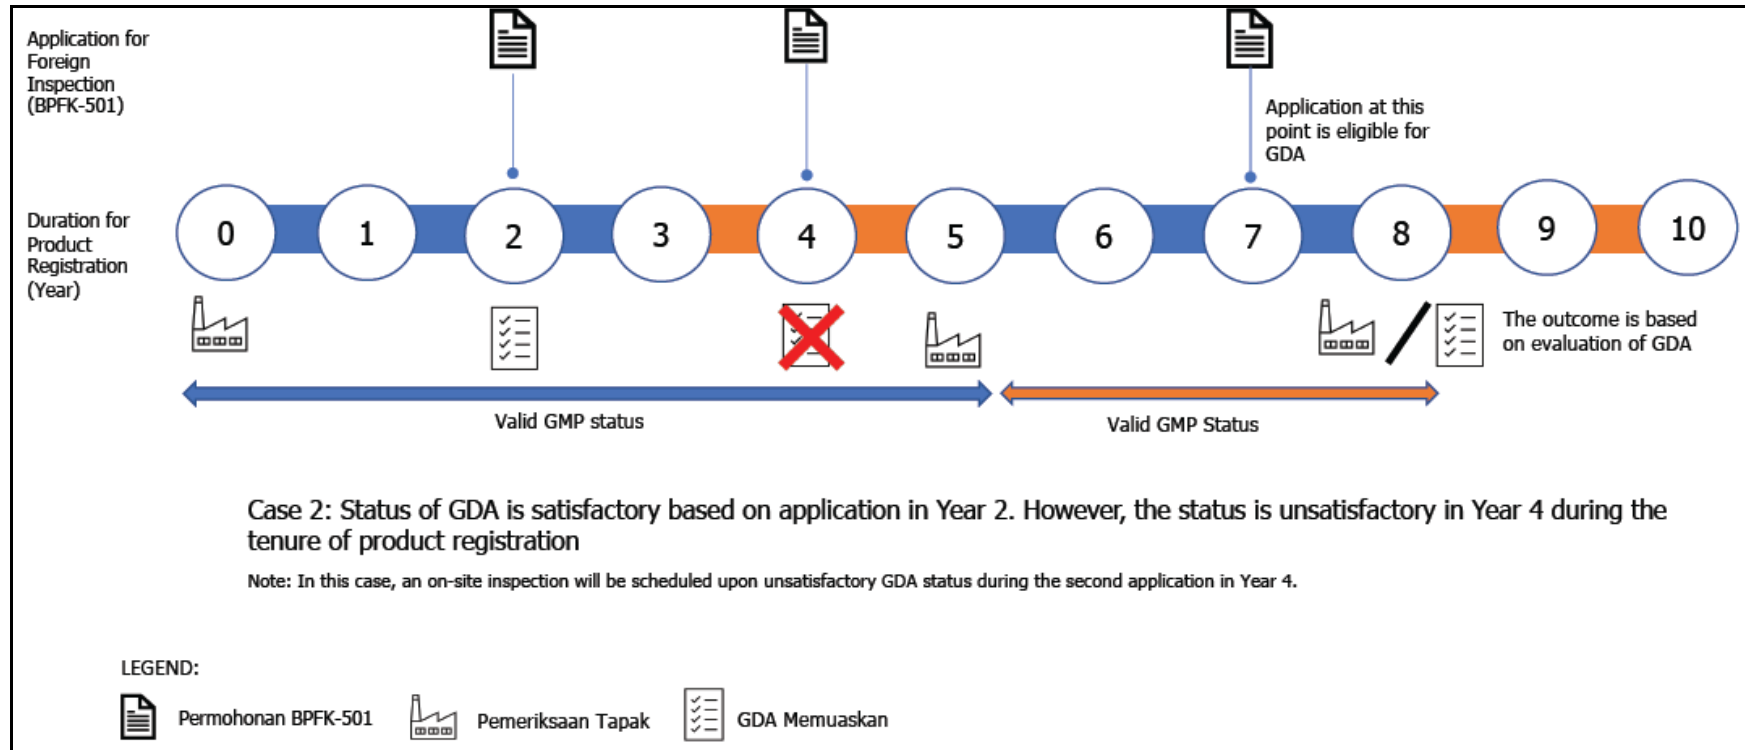 Application for
Foreign
Inspection
(BPFK-501)
Application at this
point is eligible for
GDA
Duration for
Product
Registration
(Year)
0 1 2 3 4 5 6 7 8 9 10
The outcome is based
on evaluation of GDA
Valid GMP status
Valid GMP Status
Case 2: Status of GDA is satisfactory based on application in Year 2. However, the status is unsatisfactory in Year 4 during the
tenure of product registration
Note: In this case, an on-site inspection will be scheduled upon unsatisfactory GDA status during the second application in Year 4.
LEGEND:
Permohonan BPFK-501
Pemeriksaan Tapak
GDA Memuaskan